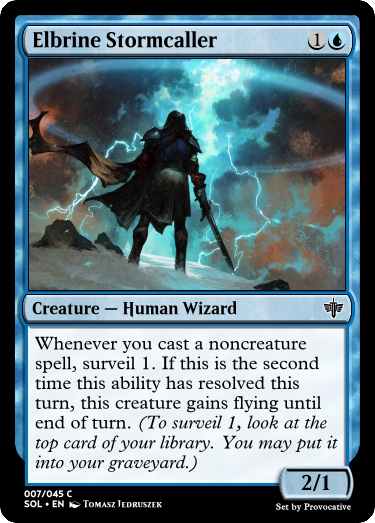 Elbrine Stormcaller 1
Creature — Human Wizard
Whenever you cast a noncreature
spell, surveil 1. If this is the second
time this ability has resolved this
turn, this creature gains flying until
end of turn. (To surveil 1, look at the
top card of your library. You may put it
into your graveyard.)
2/1
007/045 C
SOL • EN Tomasz Jedruszek
Set by Provocative